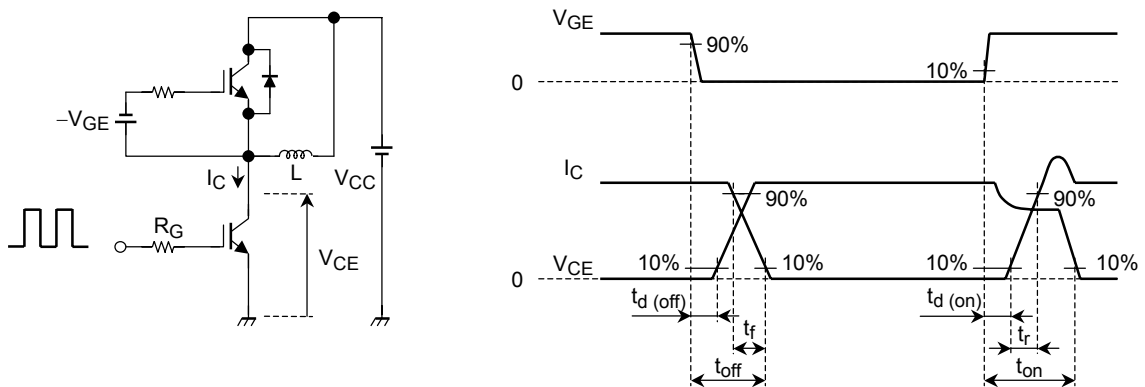 −VGE
IC
L
VCC
RG
VCE
VGE
90%
0
10%
IC
90%
90%
VCE
10%
10%
10%
10%
0
td (off)
td (on)
tf
tr
toff
ton